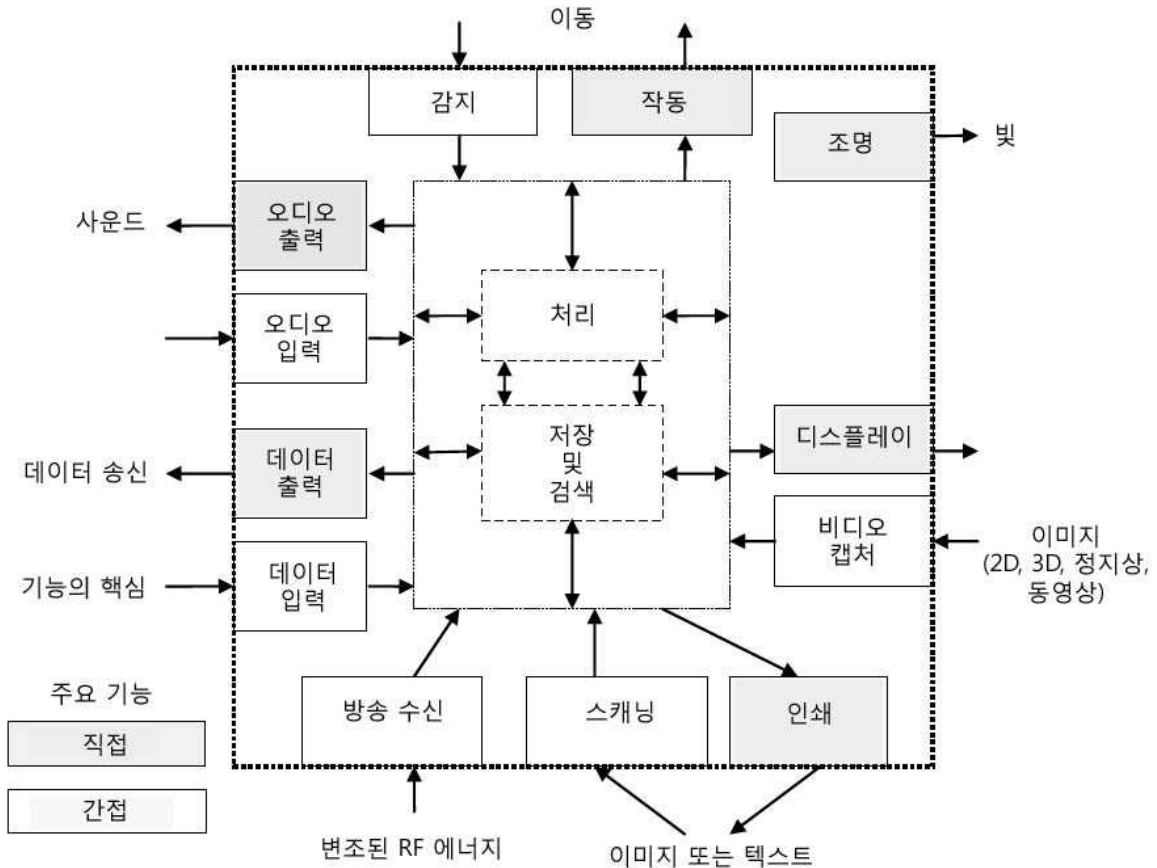 이동
감지
작동
조명
빛
사운드
오디오
출력
처리
오디오
입력
저장
및
검색
디스플레이
데이터 송신
데이터
출력
비디오
캡처
이미지
(2D, 3D, 정지상,
동영상)
기능의 핵심
데이터
입력
주요 기능
직접
간접
방송 수신
스캐닝
인쇄
변조된 RF 에너지
이미지 또는 텍스트